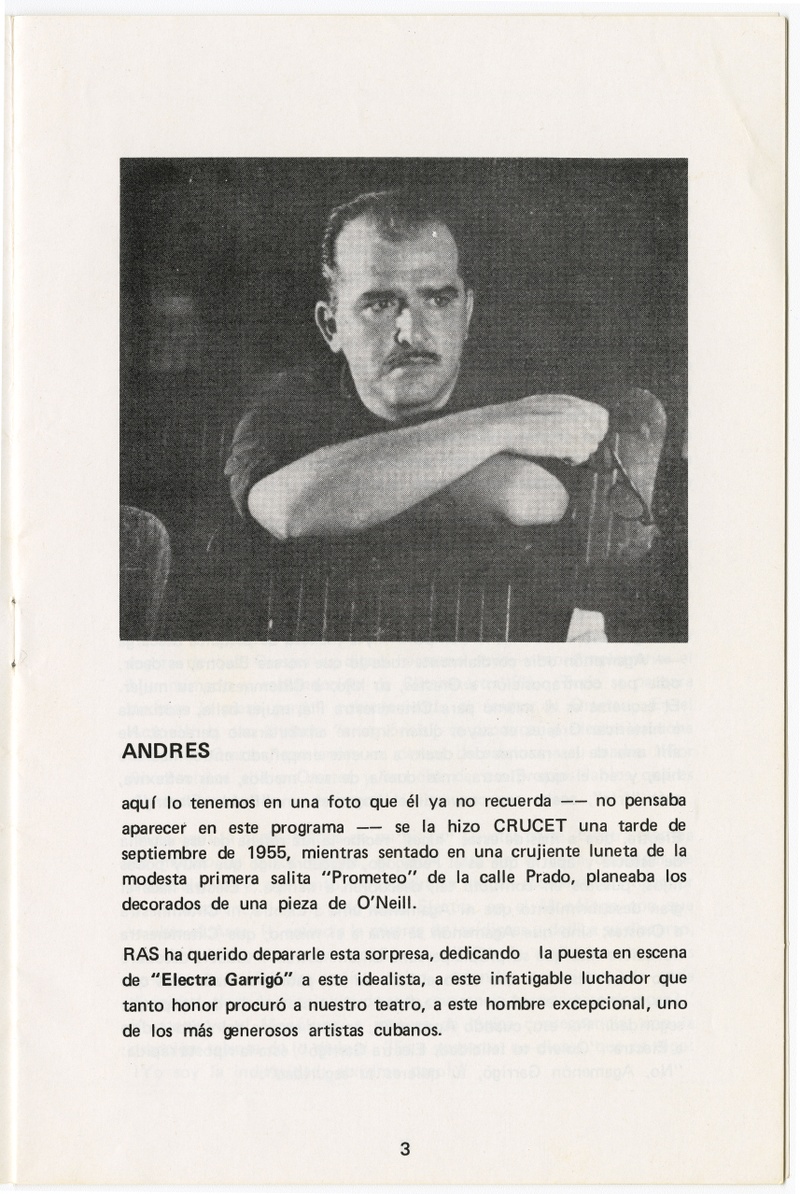 ANDRES
aquí lo tenemos en una foto que él ya no recuerda —— no pensaba
aparecer en este programa —— se la hizo CRUCET una tarde de
septiembre de 1955, mientras sentado en una crujiente luneta de la
modesta primera salita "Prometeo" de la calle Prado, planeaba los
decorados de una pieza de O'Neill.
RAS ha querido depararle esta sorpresa, dedicando la puesta en escena
de "Electra Garrigó" a este idealista, a este infatigable luchador que
tanto honor procuró a nuestro teatro, a este hombre excepcional, uno
de los más generosos artistas cubanos.
3